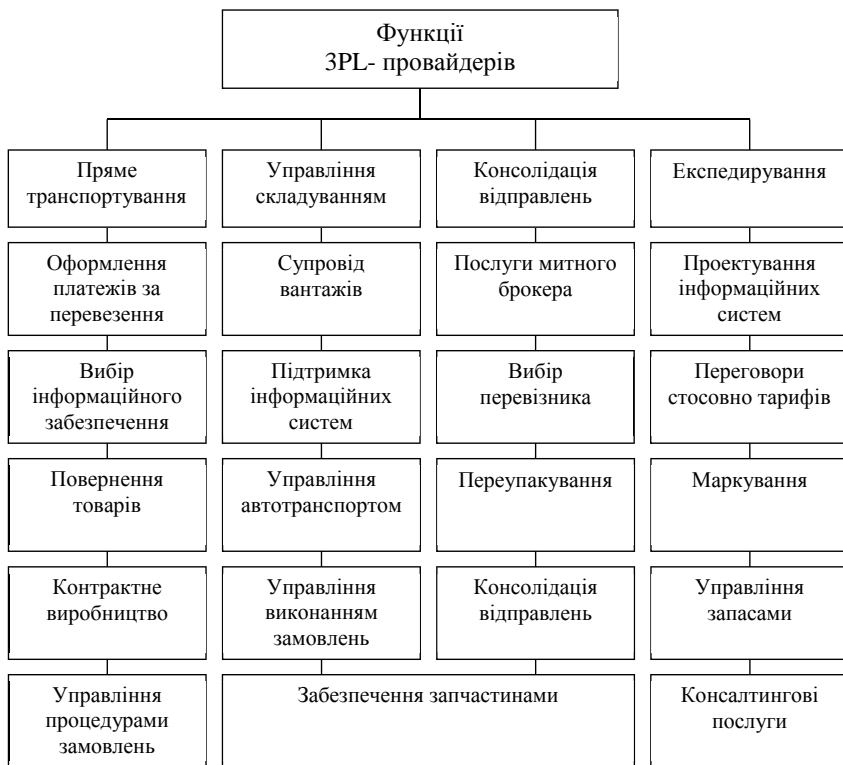 Функції
3PL- провайдерів
Пряме
транспортування
Управління
складуванням
Консолідація
відправлень
Експедирування
Оформлення
платежів за
перевезення
Супровід
вантажів
Послуги митного
брокера
Проектування
інформаційних
систем
Вибір
інформаційного
забезпечення
Підтримка
інформаційних
систем
Вибір
перевізника
Переговори
стосовно тарифів
Повернення
товарів
Управління
автотранспортом
Переупакування
Маркування
Контрактне
виробництво
Управління
виконанням
замовлень
Консолідація
відправлень
Управління
запасами
Управління
процедурами
замовлень
Забезпечення запчастинами
Консалтингові
послуги